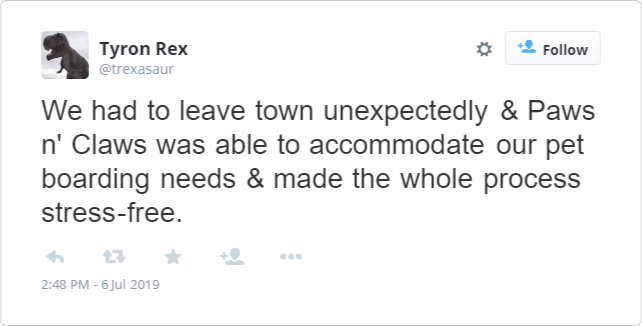 Tyron Rex
@trexasaur
Follow
We had to leave town unexpectedly & Paws
n' Claws was able to accommodate our pet
boarding needs & made the whole process
stress-free.
2:48 PM - 6 Jul 2019